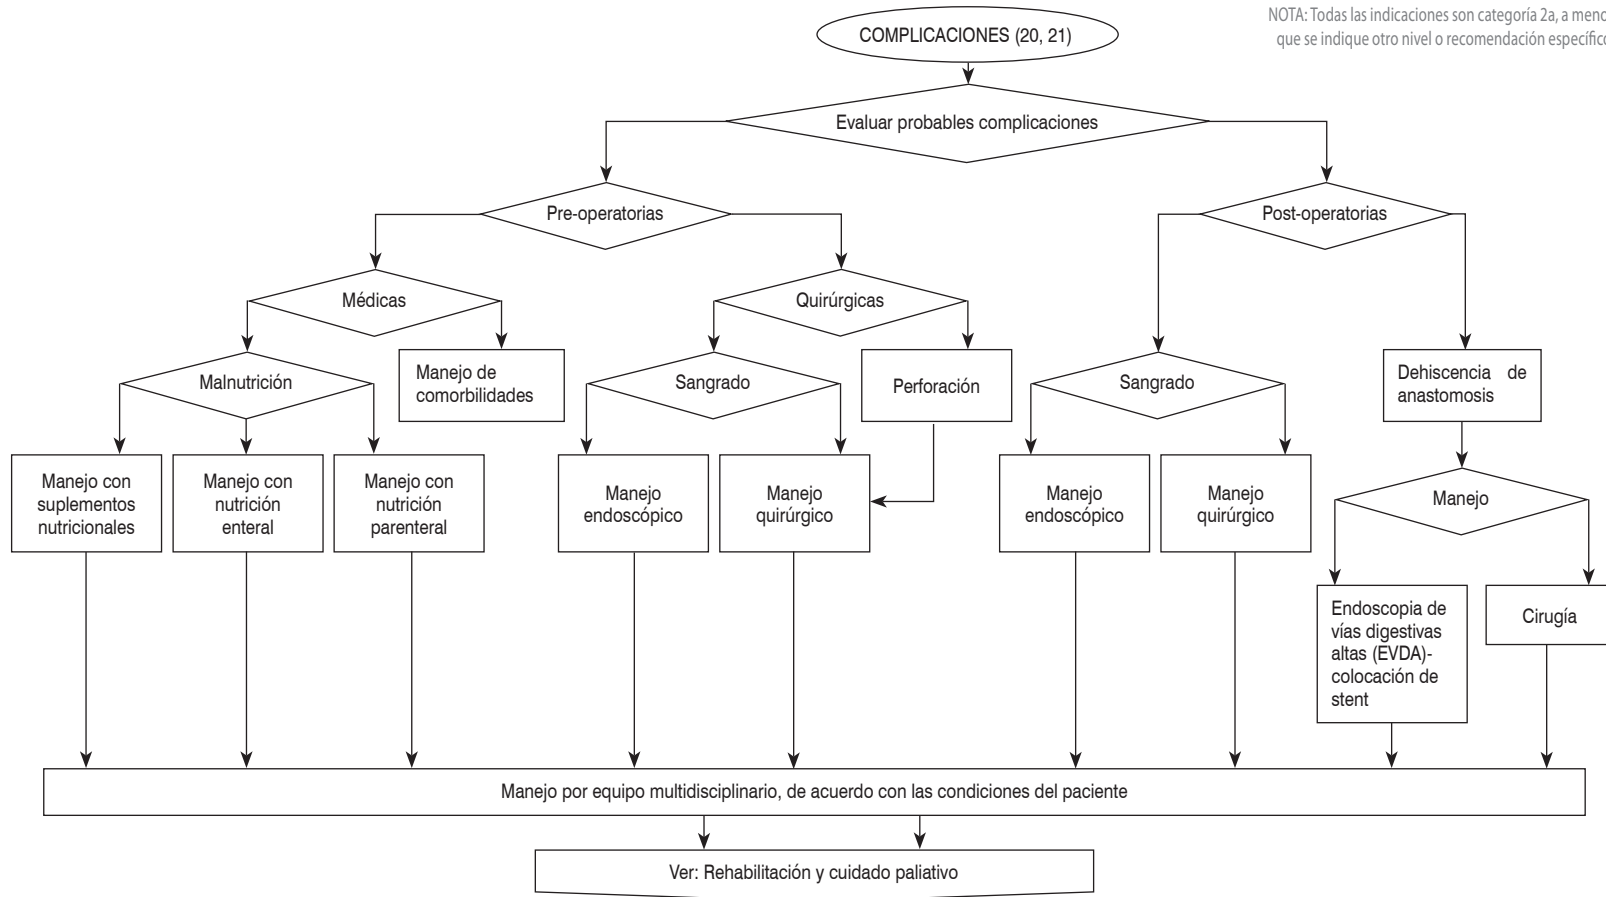 NOTA: Todas las indicaciones son categoría 2a, a meno
que se indique otro nivel o recomendación específico
COMPLICACIONES (20, 21)
Evaluar probables complicaciones
Pre-operatorias
Post-operatorias
Médicas
Quirúrgicas
Malnutrición
Manejo de
comorbilidades
Sangrado
Perforación
Sangrado
Dehiscencia de
anastomosis
Manejo con
suplementos
nutricionales
Manejo con
nutrición
enteral
Manejo con
nutrición
parenteral
Manejo
endoscópico
Manejo
quirúrgico
Manejo
endoscópico
Manejo
quirúrgico
Manejo
Endoscopia de
vías digestivas
altas (EVDA)-
colocación de
stent
Cirugía
Manejo por equipo multidisciplinario, de acuerdo con las condiciones del paciente
Ver: Rehabilitación y cuidado paliativo